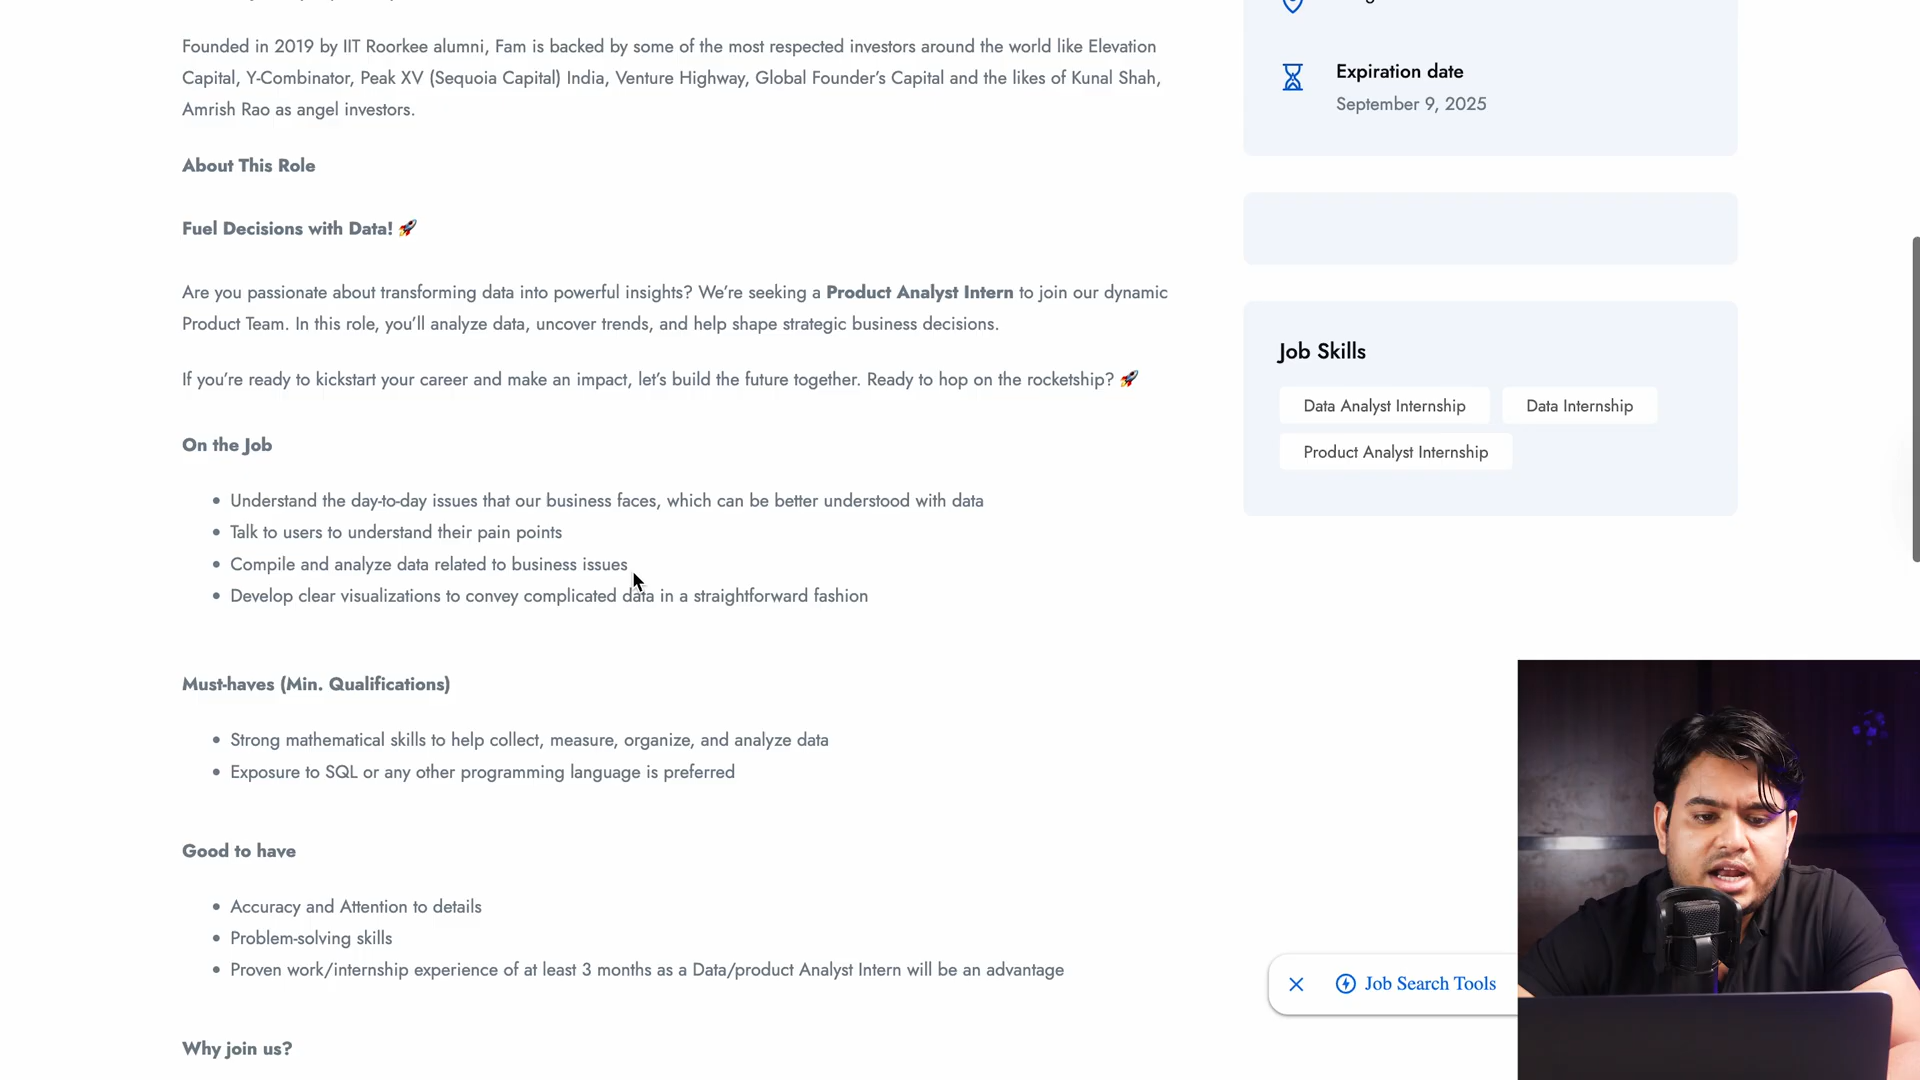 Founded in 2019 by IIT Roorkee alumni, Fam is backed by some of the most respected investors around the world like Elevation
Capital, Y-Combinator, Peak XV (Sequoia Capital) India, Venture Highway, Global Founder's Capital and the likes of Kunal Shah,
Amrish Rao as angel investors.
About This Role
Fuel Decisions with Data! 🚀
Are you passionate about transforming data into powerful insights? We're seeking a Product Analyst Intern to join our dynamic
Product Team. In this role, you'll analyze data, uncover trends, and help shape strategic business decisions.
If you're ready to kickstart your career and make an impact, let's build the future together. Ready to hop on the rocketship? 🚀
On the Job
• Understand the day-to-day issues that our business faces, which can be better understood with data
• Talk to users to understand their pain points
• Compile and analyze data related to business issues
• Develop clear visualizations to convey complicated data in a straightforward fashion
Must-haves (Min. Qualifications)
• Strong mathematical skills to help collect, measure, organize, and analyze data
• Exposure to SQL or any other programming language is preferred
Good to have
• Accuracy and Attention to details
• Problem-solving skills
• Proven work/internship experience of at least 3 months as a Data/product Analyst Intern will be an advantage
Why join us?
Expiration date
September 9, 2025
Job Skills
Data Analyst Internship
Data Internship
Product Analyst Internship
Job Search Tools